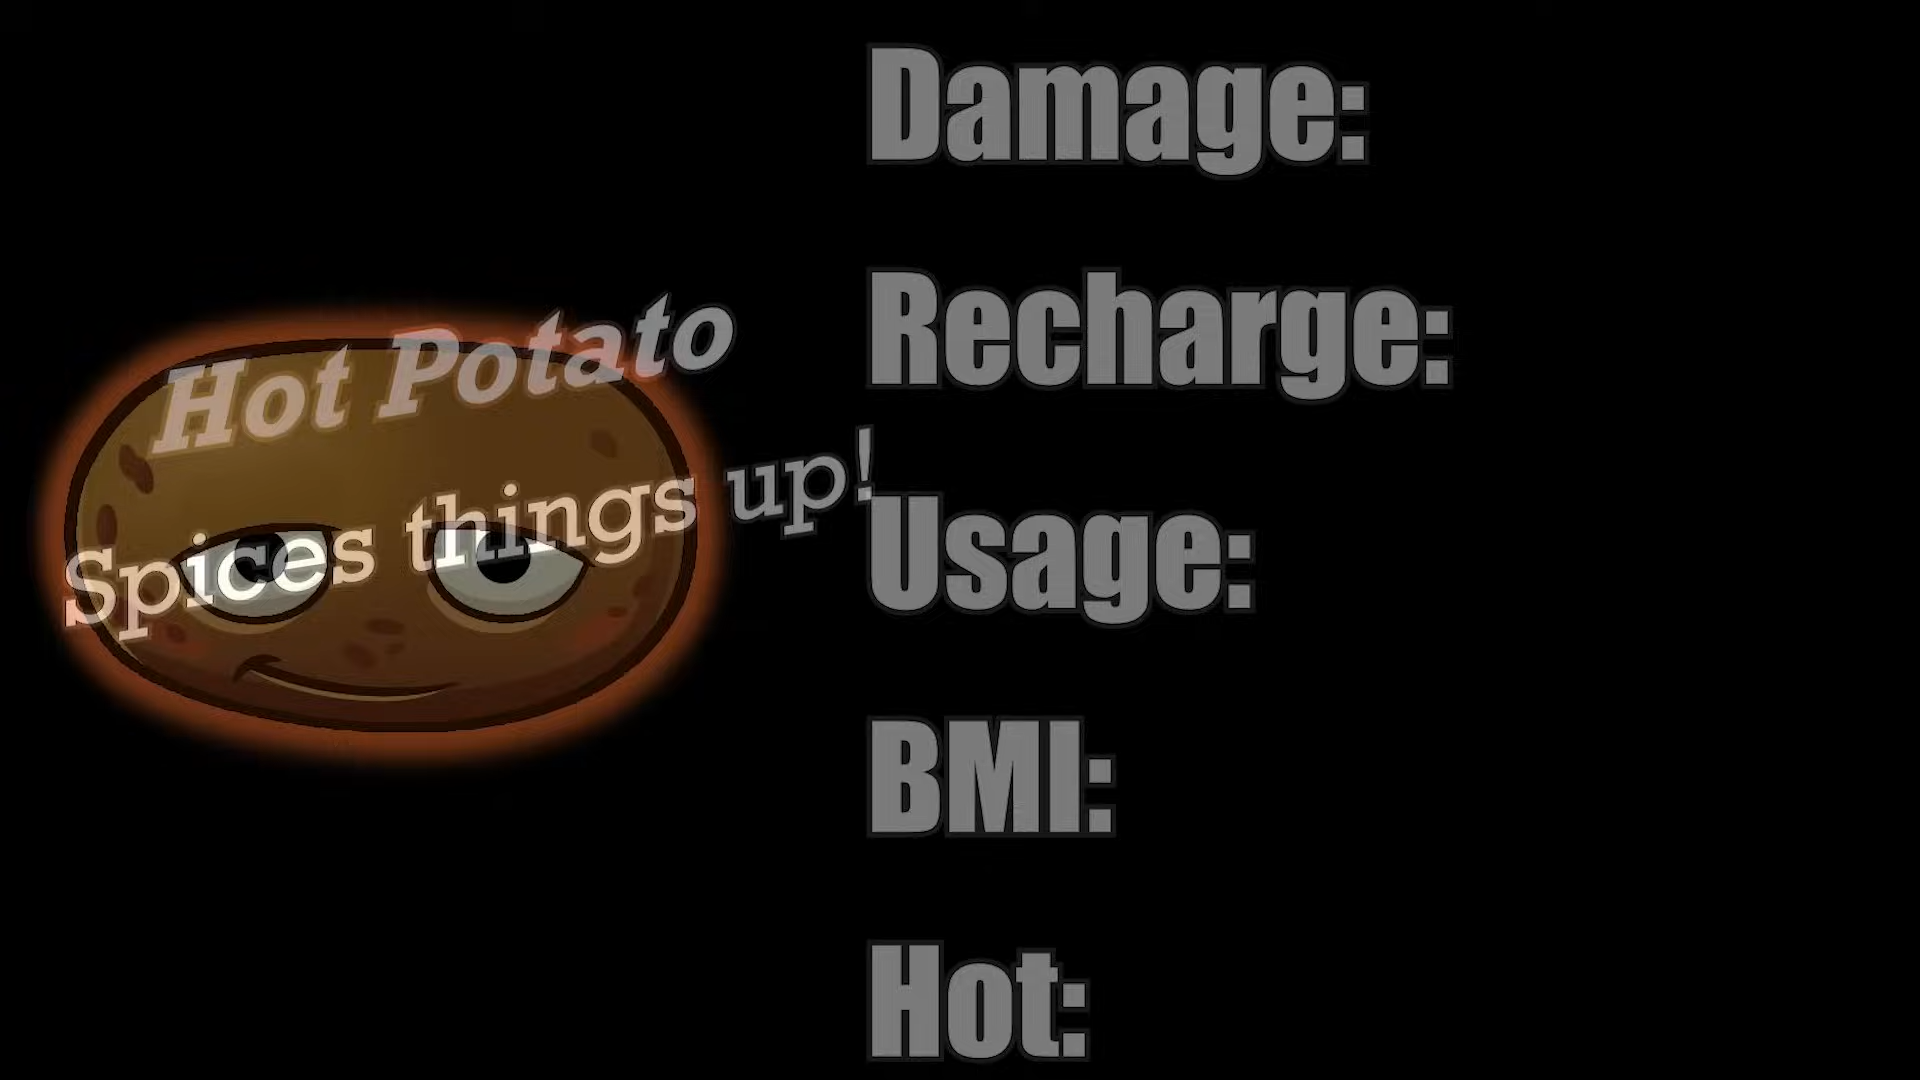 Hot Potato
Spices things up!
Damage:
Recharge:
Usage:
BMI:
Hot: